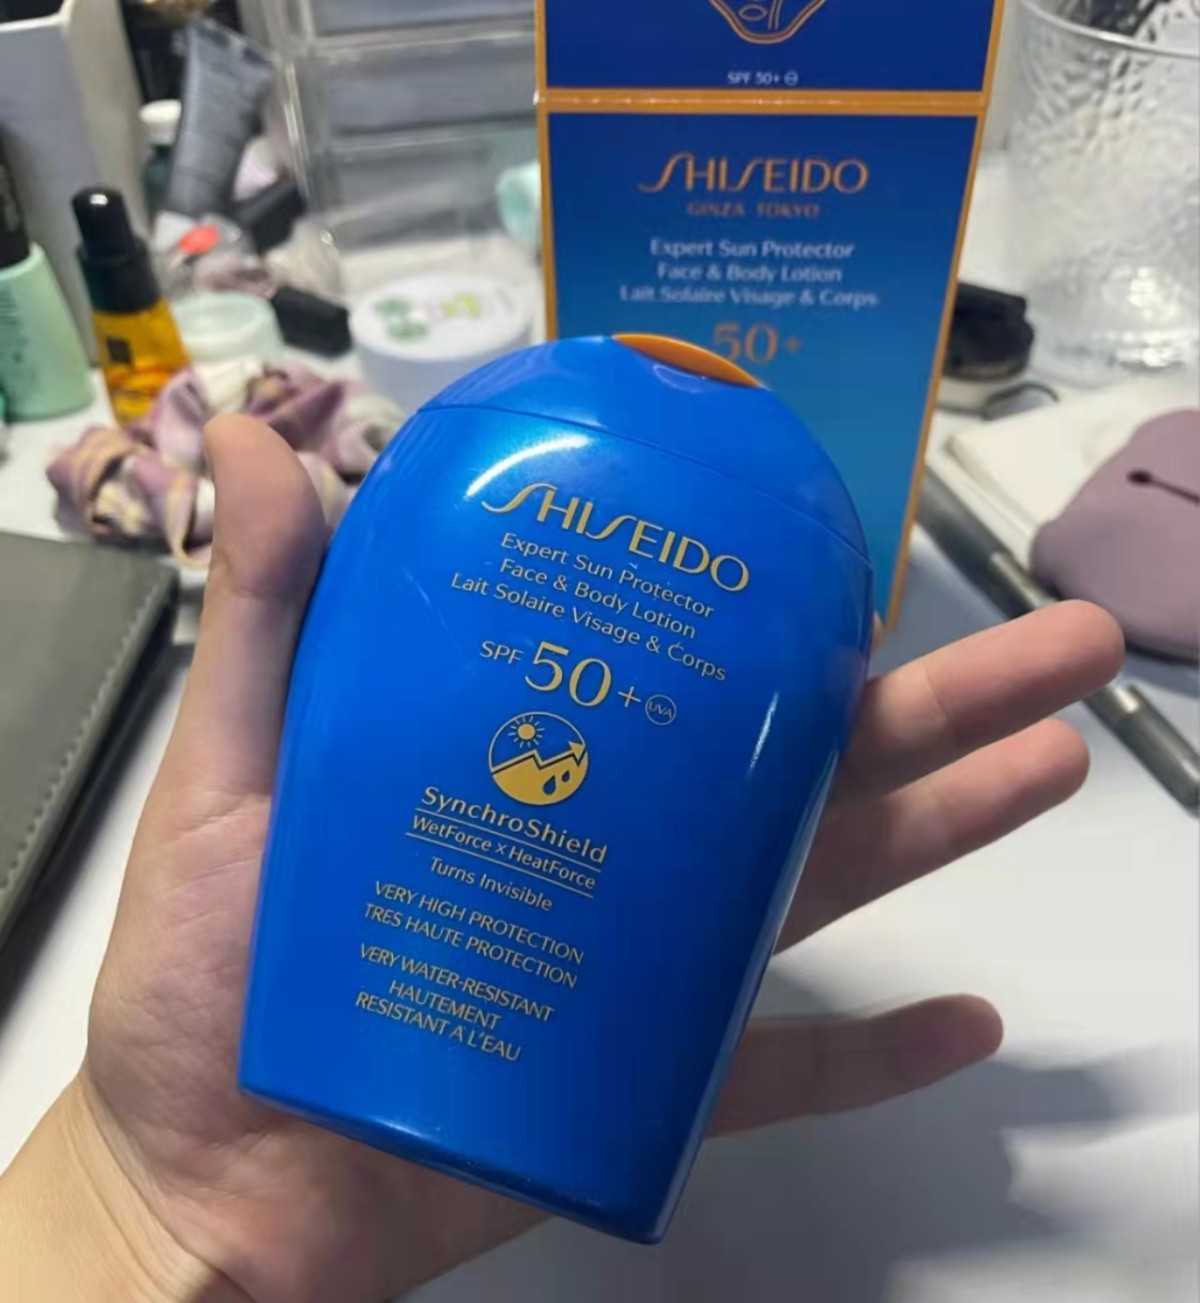 SPF 50+
SHISEIDO
GINZA TOKYO
Expert Sun Protector
Face & Body Lotion
Lait Solaire Visage & Corps
50+
SHISEIDO
Expert Sun Protector
Face & Body Lotion
Lait Solaire Visage & Corps
SPF 50+ UVA
SynchroShield
WetForce x HeatForce
Turns Invisible
VERY HIGH PROTECTION
TRES HAUTE PROTECTION
VERY WATER-RESISTANT
HAUTEMENT
RESISTANT A L'EAU